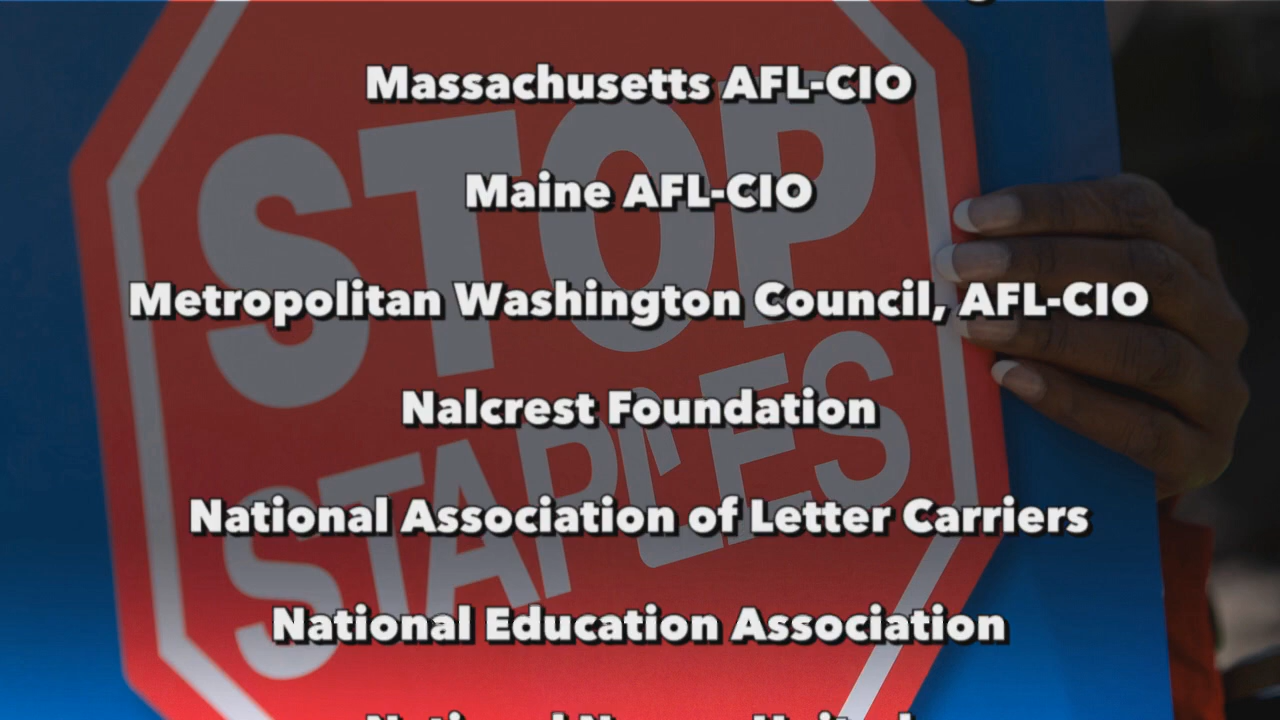 Massachusetts AFL-CIO
Maine AFL-CIO
Metropolitan Washington Council, AFL-CIO
Nalcrest Foundation
National Association of Letter Carriers
National Education Association
STOP
STAPLES